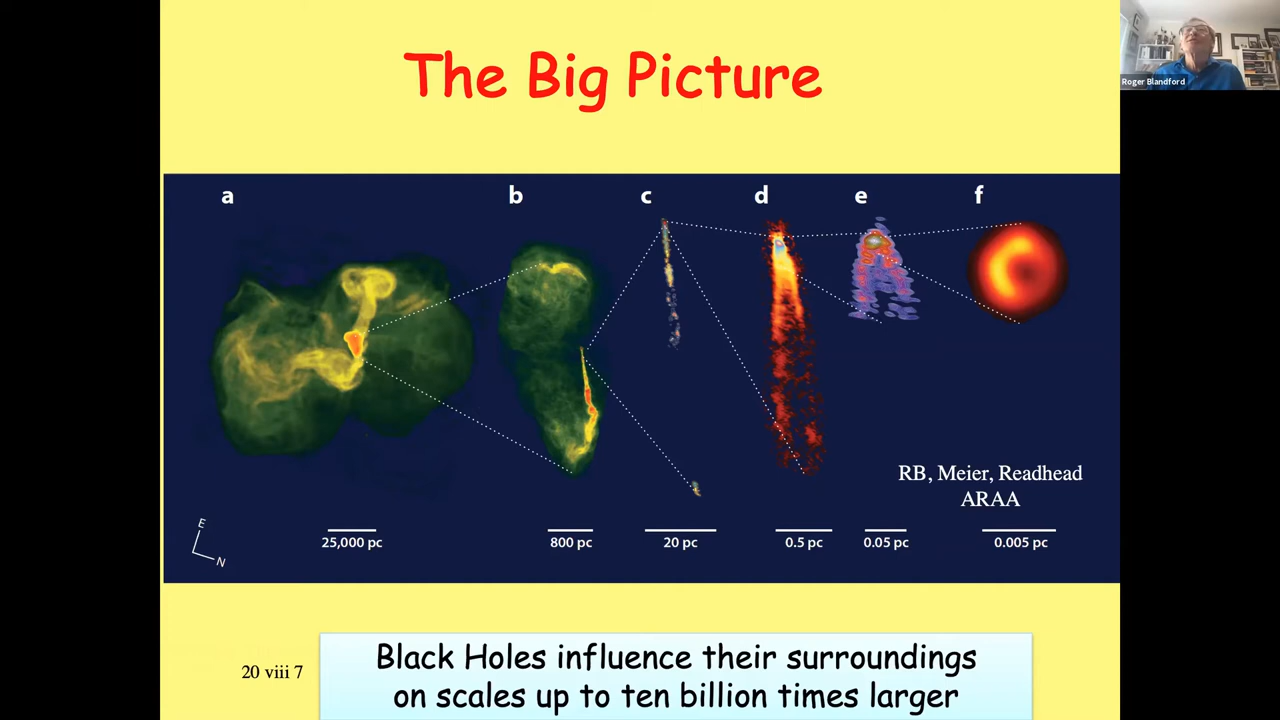 The Big Picture
Roger Blandford
a b c d e f
RB, Meier, Readhead
ARAA
E
N
25,000 pc 800 pc 20 pc 0.5 pc 0.05 pc 0.005 pc
20 viii 7
Black Holes influence their surroundings
on scales up to ten billion times larger